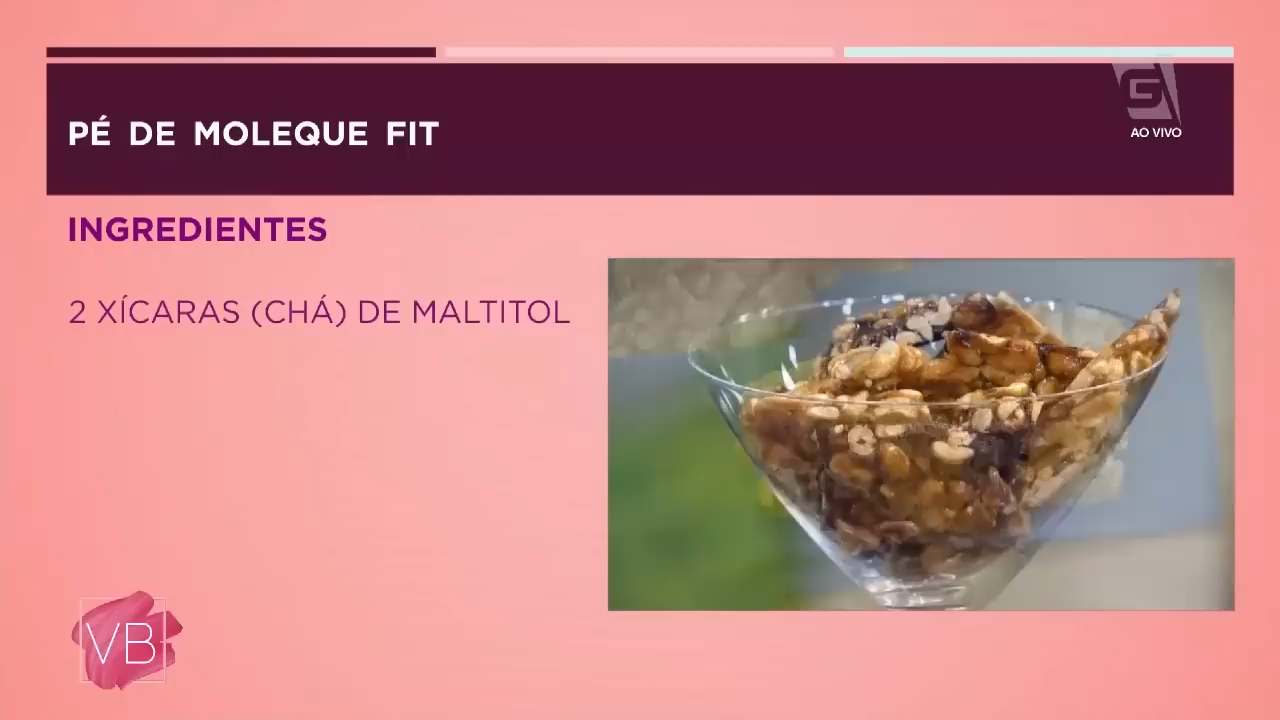 PÉ DE MOLEQUE FIT
AO VIVO
INGREDIENTES
2 XÍCARAS (CHÁ) DE MALTITOL
VB